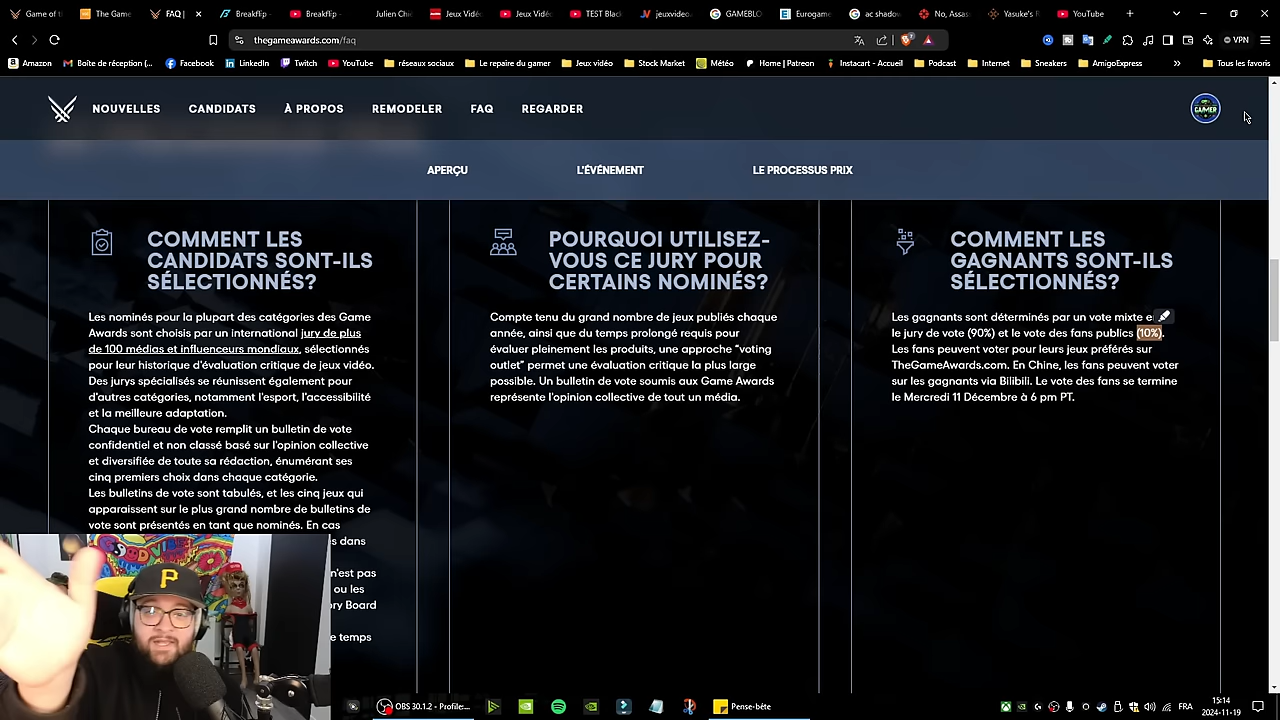 Game of t
The Game
FAQ |
Breakflip -
Breakflip -
Julien Chi
Jeux Vidé
Jeux Vidé
TEST Blac
jeuxvideo.
GAMEBLO
Eurogame
ac shadow
No, Assas
Yasuke's R
YouTube
thegameawards.com/faq
VPN
Amazon
Boîte de réception (...
Facebook
LinkedIn
Twitch
YouTube
réseaux sociaux
Le repaire du gamer
Jeux vidéo
Stock Market
Météo
Home | Patreon
Instacart - Accueil
Podcast
Internet
Sneakers
AmigoExpress
Tous les favoris
NOUVELLES
CANDIDATS
À PROPOS
REMODELER
FAQ
REGARDER
APERÇU
L'ÉVÉNEMENT
LE PROCESSUS PRIX
COMMENT LES
CANDIDATS SONT-ILS
SÉLECTIONNÉS?
Les nominés pour la plupart des catégories des Game
Awards sont choisis par un international jury de plus
de 100 médias et influenceurs mondiaux, sélectionnés
pour leur historique d'évaluation critique de jeux vidéo.
Des jurys spécialisés se réunissent également pour
d'autres catégories, notamment l'esport, l'accessibilité
et la meilleure adaptation.
Chaque bureau de vote remplit un bulletin de vote
confidentiel et non classé basé sur l'opinion collective
et diversifiée de toute sa rédaction, énumérant ses
cinq premiers choix dans chaque catégorie.
Les bulletins de vote sont tabulés, et les cinq jeux qui
apparaissent sur le plus grand nombre de bulletins de
vote sont présentés en tant que nominés. En cas
s dans
n'est pas
ou les
ry Board
e temps
POURQUOI UTILISEZ-
VOUS CE JURY POUR
CERTAINS NOMINÉS?
Compte tenu du grand nombre de jeux publiés chaque
année, ainsi que du temps prolongé requis pour
évaluer pleinement les produits, une approche "voting
outlet" permet une évaluation critique la plus large
possible. Un bulletin de vote soumis aux Game Awards
représente l'opinion collective de tout un média.
COMMENT LES
GAGNANTS SONT-ILS
SÉLECTIONNÉS?
Les gagnants sont déterminés par un vote mixte e
le jury de vote (90%) et le vote des fans publics (10%).
Les fans peuvent voter pour leurs jeux préférés sur
TheGameAwards.com. En Chine, les fans peuvent voter
sur les gagnants via Bilibili. Le vote des fans se termine
le Mercredi 11 Décembre à 6 pm PT.
P
OBS 30.1.2 - Profile:...
Pense-bête
FRA
15:14
2024-11-19